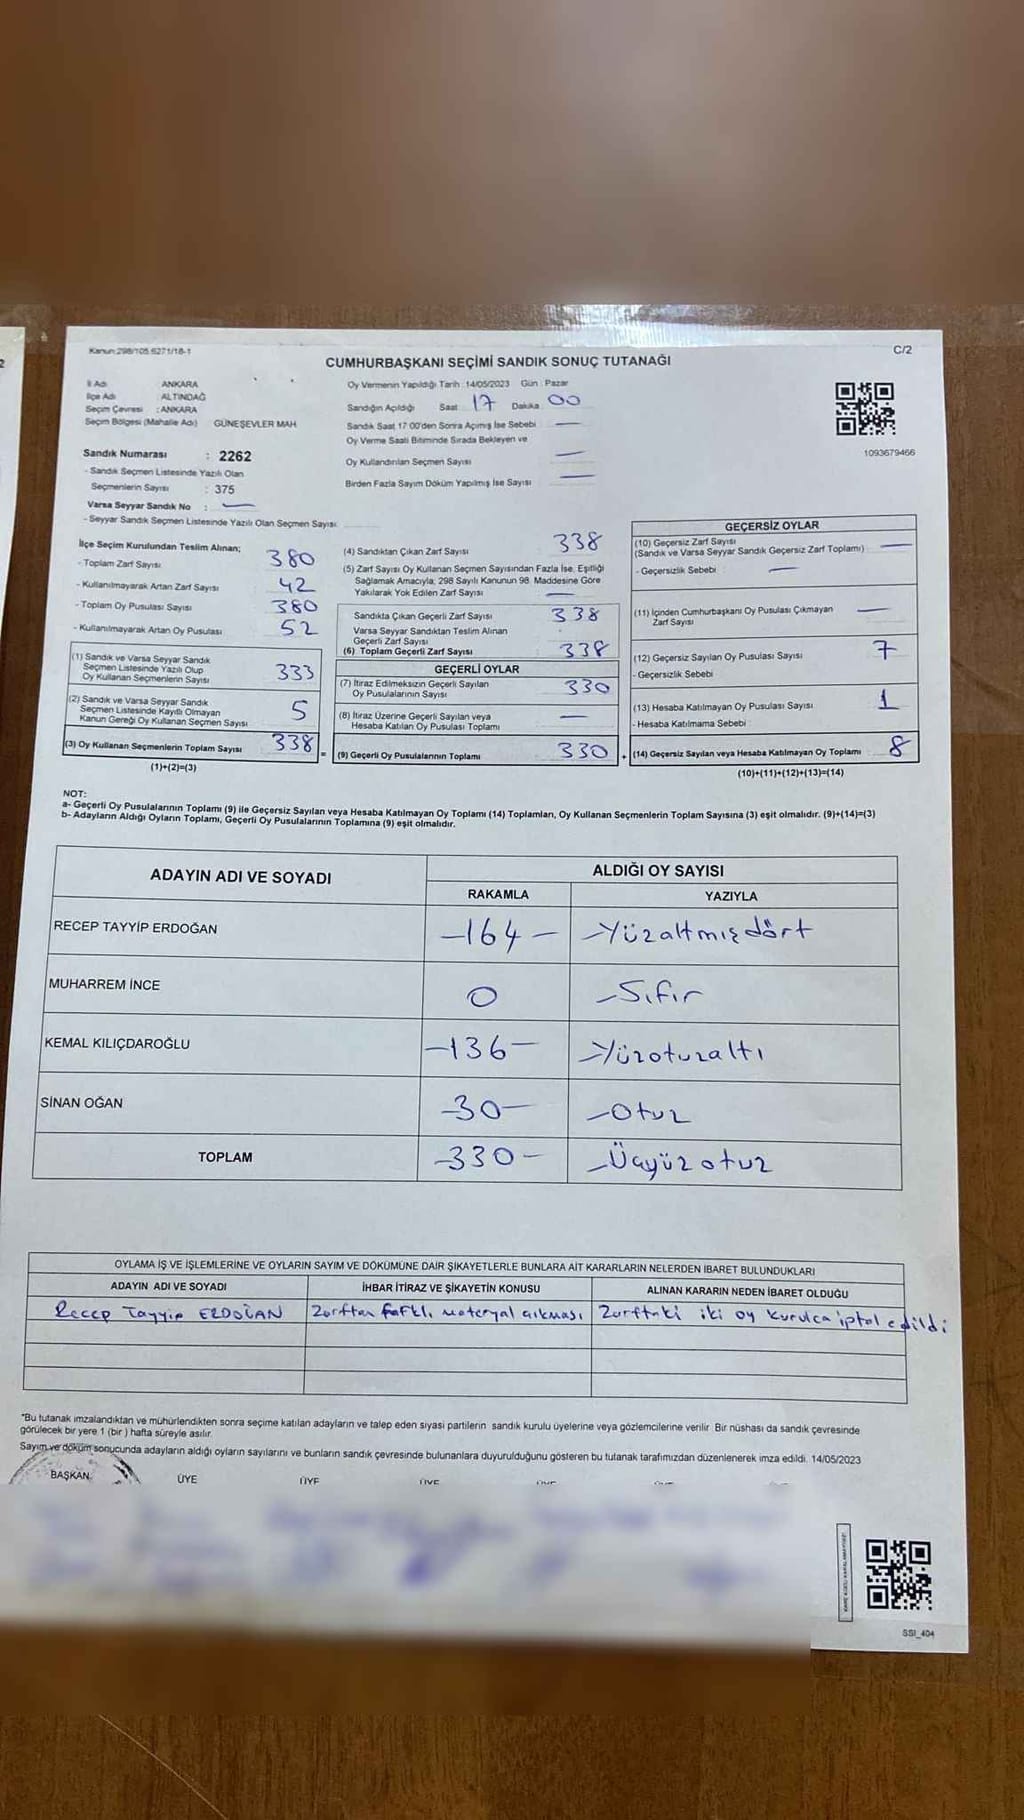 2
Kanun:298/105.6271/18-1
C/2
CUMHURBAŞKANI SEÇİMİ SANDIK SONUÇ TUTANAĞI
İl Adı ANKARA
İlçe Adı ALTINDAĞ
Seçim Çevresi : ANKARA
Seçim Bölgesi (Mahalle Adı) GÜNEŞEVLER MAH
Sandık Numarası : 2262
- Sandık Seçmen Listesinde Yazılı Olan
Seçmenlerin Sayısı : 375
Varsa Seyyar Sandık No : —
- Seyyar Sandık Seçmen Listesinde Yazılı Olan Seçmen Sayısı
Oy Vermenin Yapıldığı Tarih : 14/05/2023 Gün : Pazar
Sandığın Açıldığı Saat 17 Dakika 00
Sandık Saat 17:00'den Sonra Açımış İse Sebebi —
Oy Verme Saati Bitiminde Sırada Bekleyen ve
Oy Kullandırılan Seçmen Sayısı —
Birden Fazla Sayım Döküm Yapılmış İse Sayısı —
1093679466
İlçe Seçim Kurulundan Teslim Alınan;
- Toplam Zarf Sayısı 380
- Kullanılmayarak Artan Zarf Sayısı 42
- Toplam Oy Pusulası Sayısı 380
- Kullanılmayarak Artan Oy Pusulası 52
(1) Sandık ve Varsa Seyyar Sandık
Seçmen Listesinde Yazılı Olup
Oy Kullanan Seçmenlerin Sayısı 333
(2) Sandık ve Varsa Seyyar Sandık
Seçmen Listesinde Kayıtlı Olmayan
Kanun Gereği Oy Kullanan Seçmen Sayısı 5
(3) Oy Kullanan Seçmenlerin Toplam Sayısı 338
(1)+(2)=(3)
=
(4) Sandıktan Çıkan Zarf Sayısı 338
(5) Zarf Sayısı Oy Kullanan Seçmen Sayısından Fazla İse, Eşitliği
Sağlamak Amacıyla; 298 Sayılı Kanunun 98. Maddesine Göre
Yakılarak Yok Edilen Zarf Sayısı —
Sandıkta Çıkan Geçerli Zarf Sayısı 338
Varsa Seyyar Sandıktan Teslim Alınan
Geçerli Zarf Sayısı
(6) Toplam Geçerli Zarf Sayısı 338
GEÇERLİ OYLAR
(7) İtiraz Edilmeksizin Geçerli Sayılan
Oy Pusulalarının Sayısı 330
(8) İtiraz Üzerine Geçerli Sayılan veya
Hesaba Katılan Oy Pusulası Toplamı —
(9) Geçerli Oy Pusulalarının Toplamı 330
+
GEÇERSİZ OYLAR
(10) Geçersiz Zarf Sayısı
(Sandık ve Varsa Seyyar Sandık Geçersiz Zarf Toplamı) —
- Geçersizlik Sebebi : —
(11) İçinden Cumhurbaşkanı Oy Pusulası Çıkmayan
Zarf Sayısı —
(12) Geçersiz Sayılan Oy Pusulası Sayısı 7
- Geçersizlik Sebebi
(13) Hesaba Katılmayan Oy Pusulası Sayısı 1
- Hesaba Katılmama Sebebi
(14) Geçersiz Sayılan veya Hesaba Katılmayan Oy Toplamı 8
(10)+(11)+(12)+(13)=(14)
NOT:
a- Geçerli Oy Pusulalarının Toplamı (9) ile Geçersiz Sayılan veya Hesaba Katılmayan Oy Toplamı (14) Toplamları, Oy Kullanan Seçmenlerin Toplam Sayısına (3) eşit olmalıdır. (9)+(14)=(3)
b- Adayların Aldığı Oyların Toplamı, Geçerli Oy Pusulalarının Toplamına (9) eşit olmalıdır.
ADAYIN ADI VE SOYADI ALDIĞI OY SAYISI
RAKAMLA YAZIYLA
RECEP TAYYİP ERDOĞAN –164– –Yüzaltmışdört
MUHARREM İNCE 0 –Sıfır
KEMAL KILIÇDAROĞLU –136– –Yüzotuzaltı
SİNAN OĞAN –30– –Otuz
TOPLAM –330– –Üçyüzotuz
OYLAMA İŞ VE İŞLEMLERİNE VE OYLARIN SAYIM VE DÖKÜMÜNE DAİR ŞİKAYETLERLE BUNLARA AİT KARARLARIN NELERDEN İBARET BULUNDUKLARI
ADAYIN ADI VE SOYADI İHBAR İTİRAZ VE ŞİKAYETİN KONUSU ALINAN KARARIN NEDEN İBARET OLDUĞU
Recep Tayyip ERDOĞAN Zarftan farklı materyal çıkması Zarftaki iki oy kurulca iptal edildi
"Bu tutanak imzalandıktan ve mühürlendikten sonra seçime katılan adayların ve talep eden siyasi partilerin sandık kurulu üyelerine veya gözlemcilerine verilir. Bir nüshası da sandık çevresinde
görülecek bir yere 1 (bir ) hafta süreyle asılır.
Sayım ve döküm sonucunda adayların aldığı oyların sayılarını ve bunların sandık çevresinde bulunanlara duyurulduğunu gösteren bu tutanak tarafımızdan düzenlenerek imza edildi. 14/05/2023
BAŞKAN ÜYE ÜYE ÜYE
SSI_404